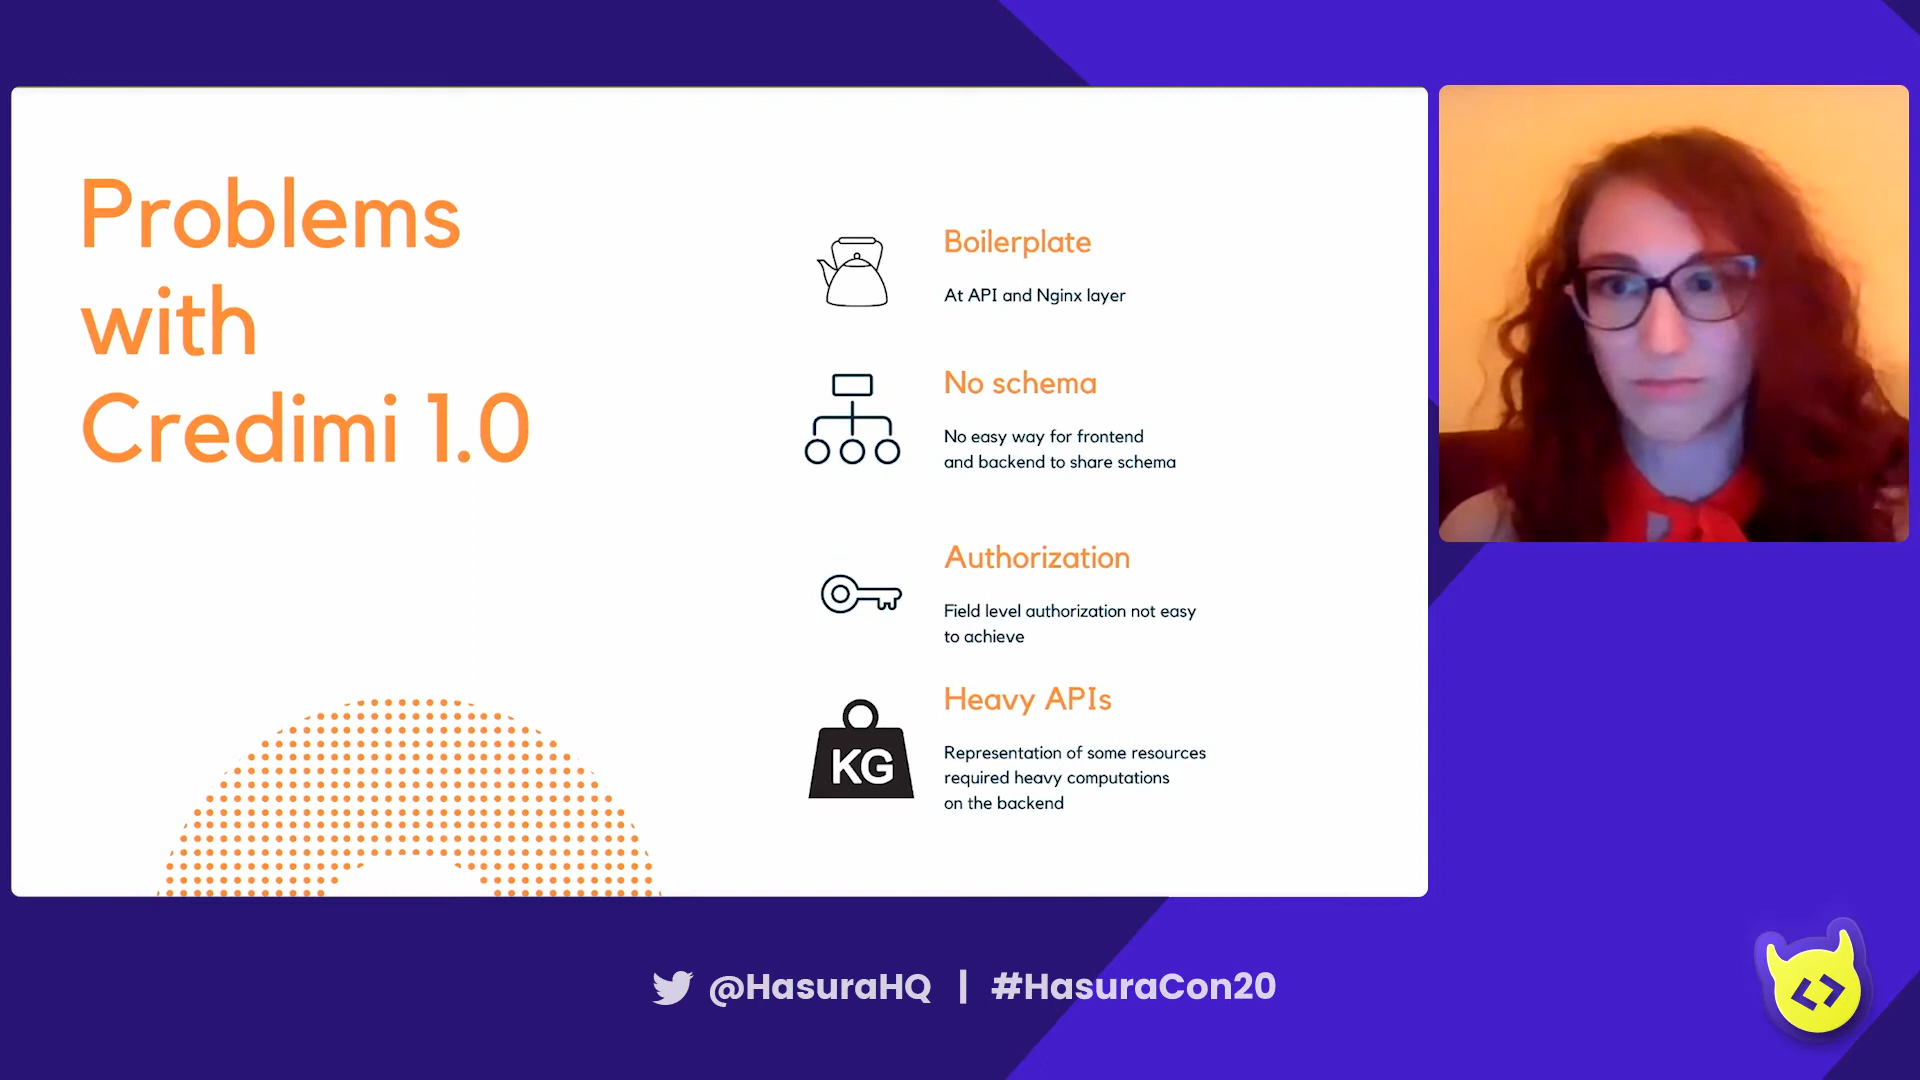 Problems
with
Credimi 1.0
Boilerplate
At API and Nginx layer
No schema
No easy way for frontend
and backend to share schema
Authorization
Field level authorization not easy
to achieve
KG
Heavy APIs
Representation of some resources
required heavy computations
on the backend
@HasuraHQ | #HasuraCon20